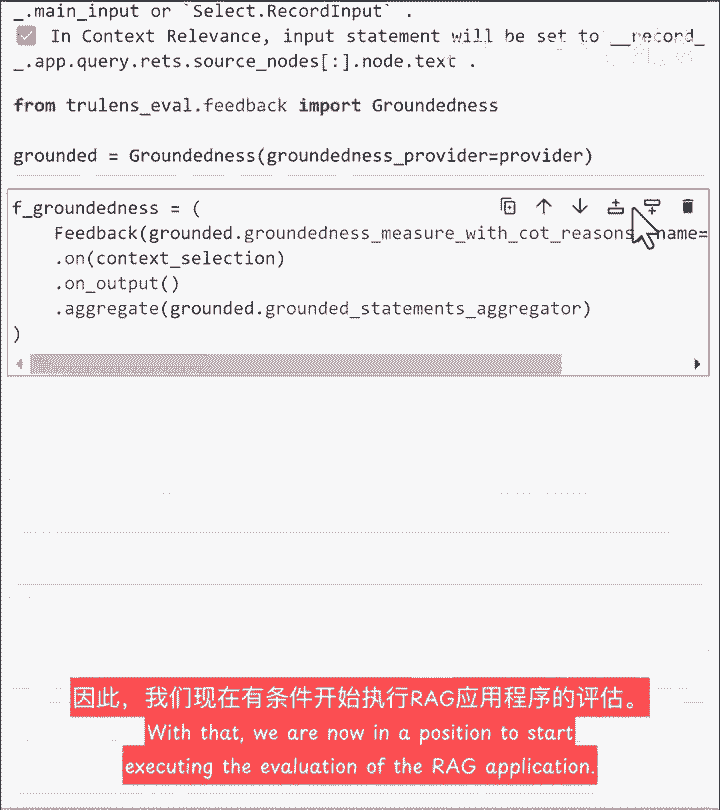 _.main_input or `Select.RecordInput` .
In Context Relevance, input statement will be set to __record_
_.app.query.rets.source_nodes[:].node.text .
from trulens_eval.feedback import Groundedness
grounded = Groundedness(groundedness_provider=provider)
f_groundedness = (
    Feedback(grounded.groundedness_measure_with_cot_reasons, name=
    .on(context_selection)
    .on_output()
    .aggregate(grounded.grounded_statements_aggregator)
)
因此，我们现在有条件开始执行RAG应用程序的评估。
With that, we are now in a position to start
executing the evaluation of the RAG application.